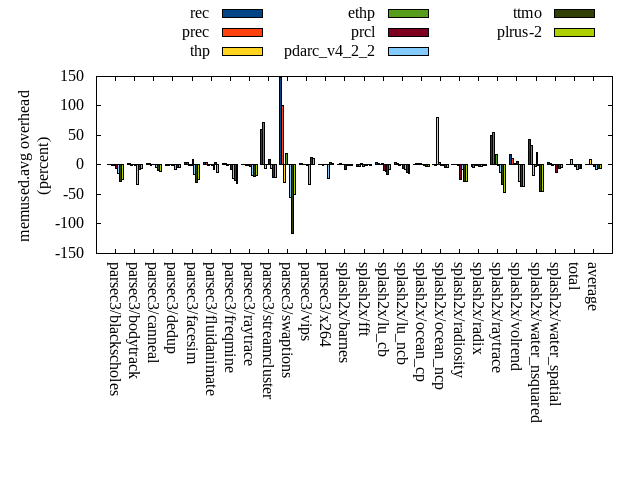 rec
prec
thp
ethp
prcl
pdarc_v4_2_2
ttmo
plrus-2
memused.avg overhead
(percent)
150
100
50
0
-50
-100
-150
parsec3/blackscholes
parsec3/bodytrack
parsec3/canneal
parsec3/dedup
parsec3/facesim
parsec3/fluidanimate
parsec3/freqmine
parsec3/raytrace
parsec3/streamcluster
parsec3/swaptions
parsec3/vips
parsec3/x264
splash2x/barnes
splash2x/fft
splash2x/lu_cb
splash2x/lu_ncb
splash2x/ocean_cp
splash2x/ocean_ncp
splash2x/radiosity
splash2x/radix
splash2x/raytrace
splash2x/volrend
splash2x/water_nsquared
splash2x/water_spatial
total
average